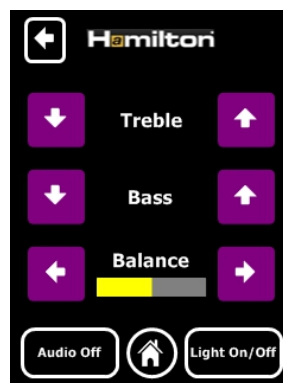 Hamilton
Treble
Bass
Balance
Audio Off
Light On/Off